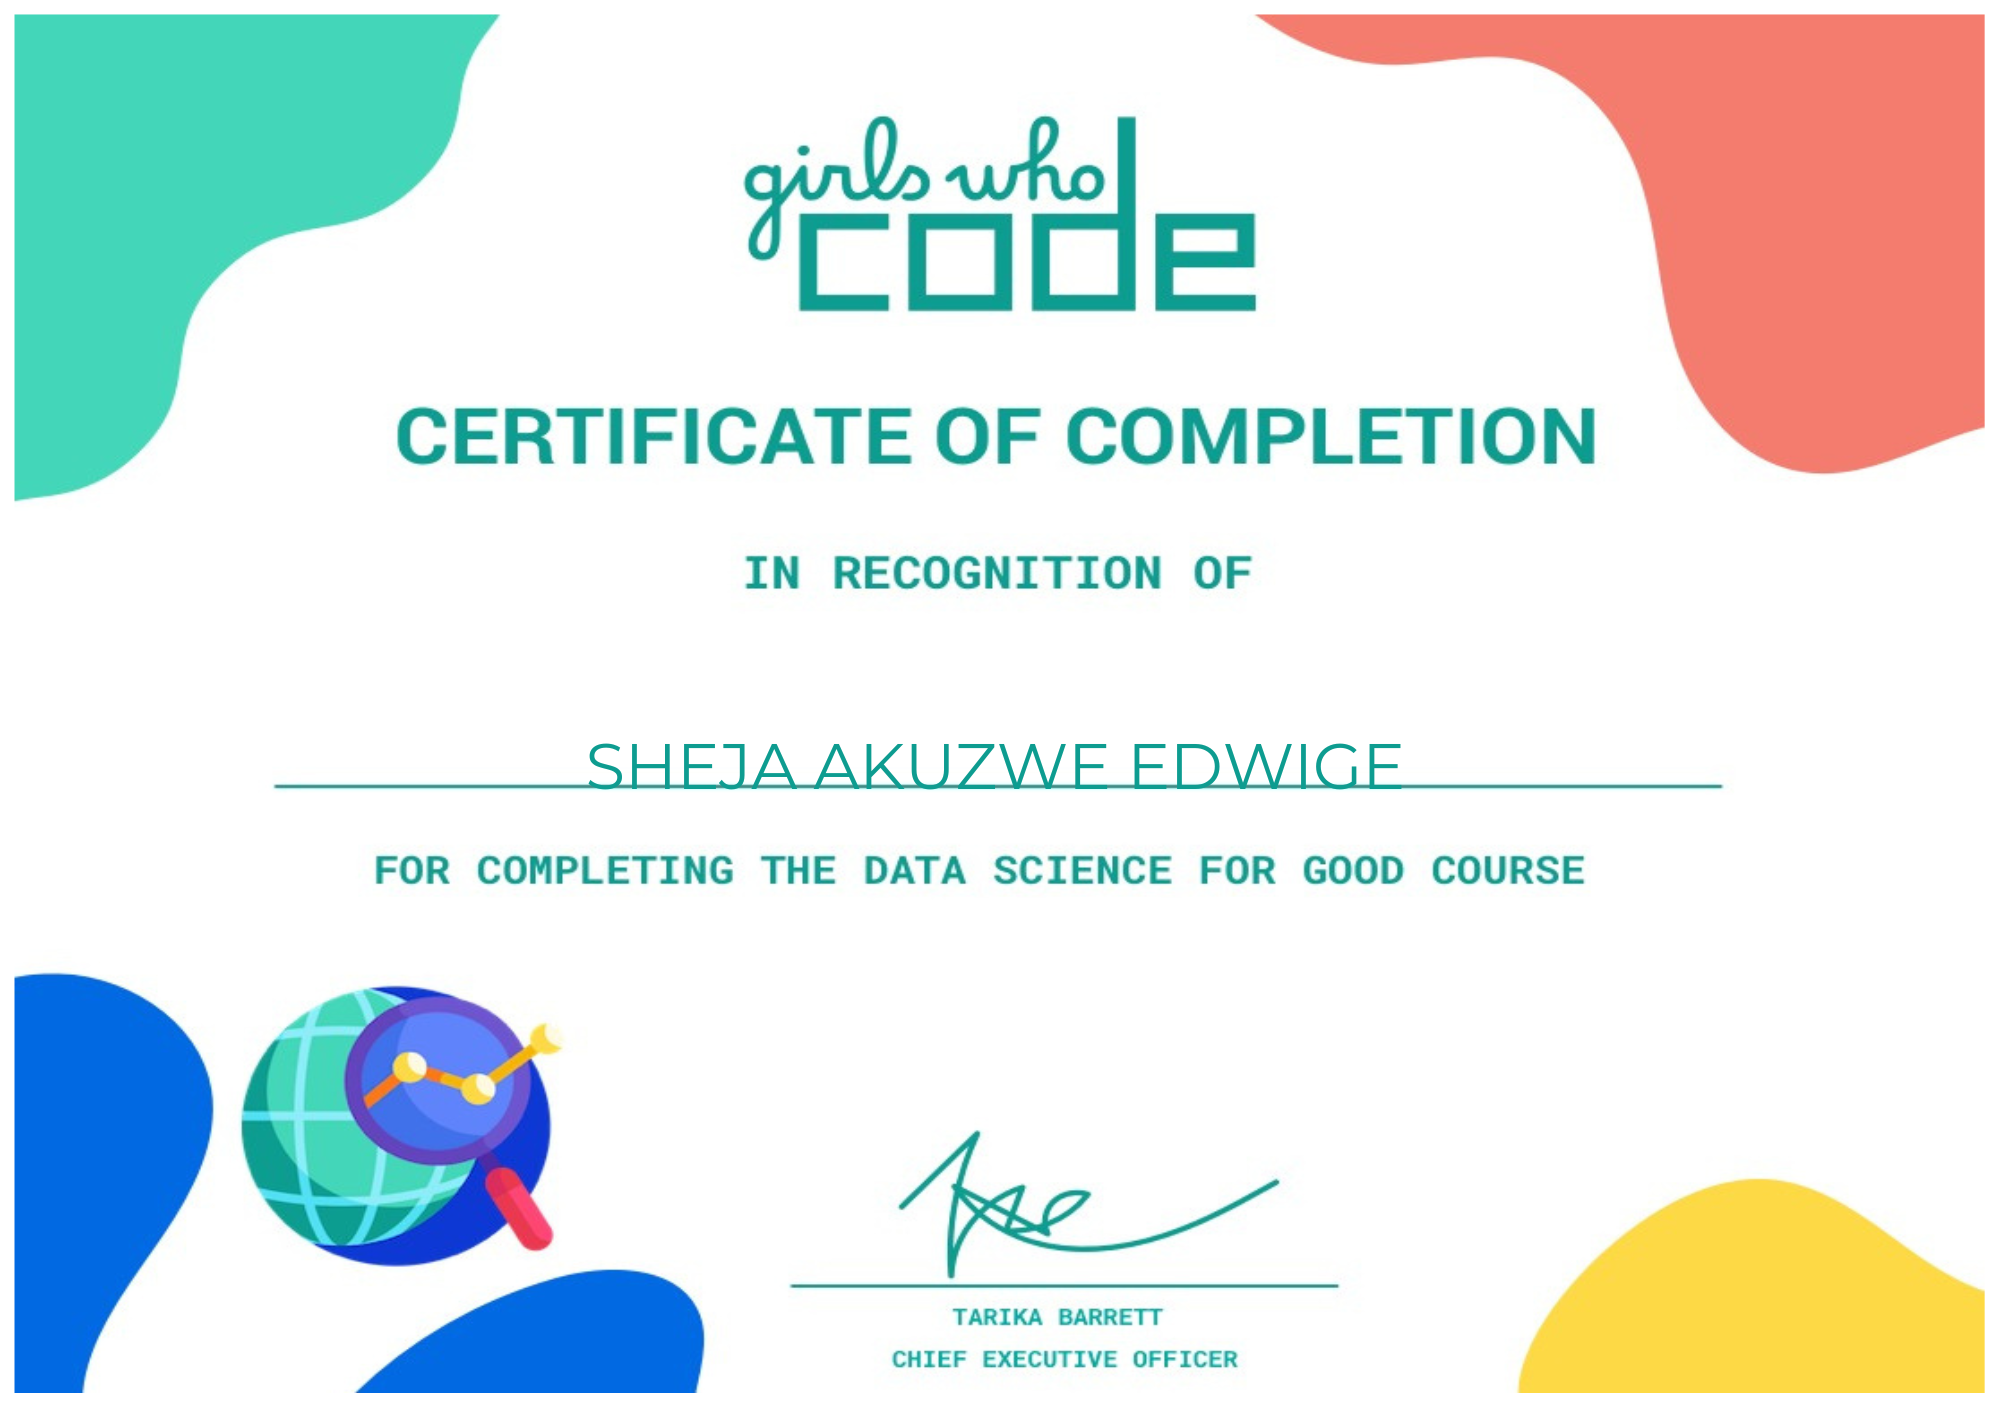 girls who
code
CERTIFICATE OF COMPLETION
IN RECOGNITION OF
SHEJA AKUZWE EDWIGE
FOR COMPLETING THE DATA SCIENCE FOR GOOD COURSE
TARIKA BARRETT
CHIEF EXECUTIVE OFFICER